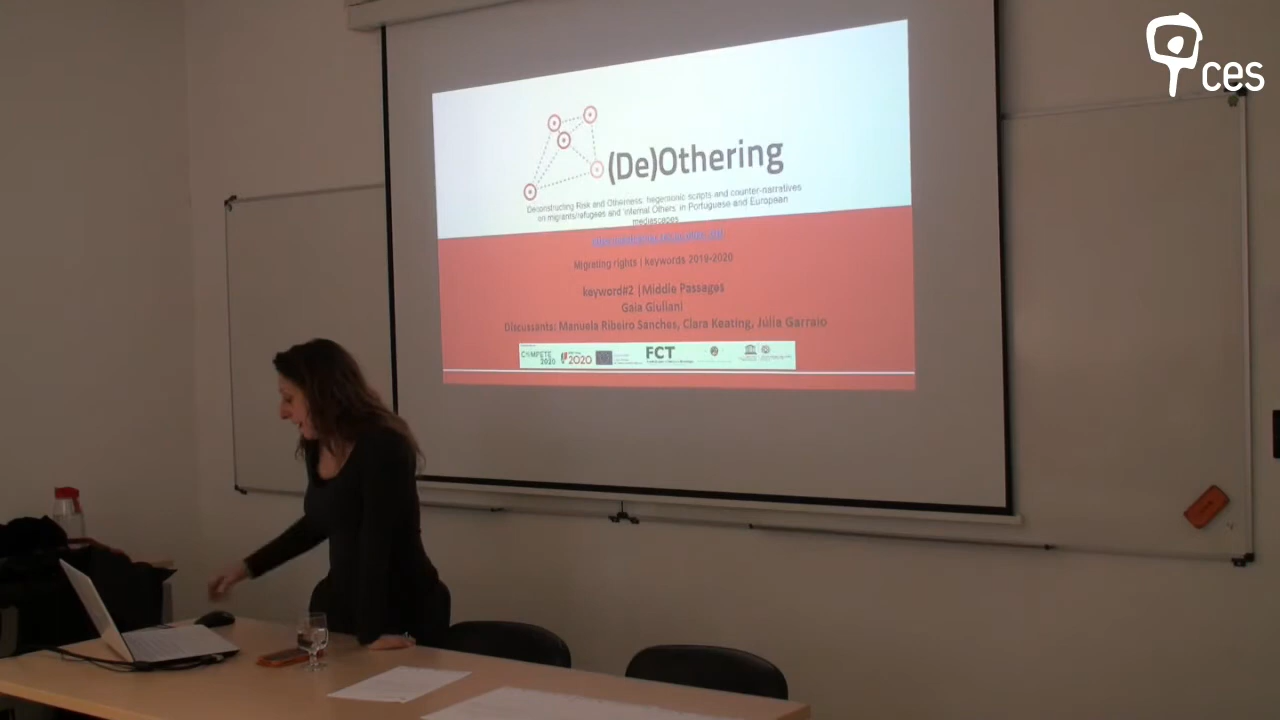 ces
(De)Othering
Deconstructing Risk and Otherness: hegemonic scripts and counter-narratives
on migrants/refugees and 'Internal Others' in Portuguese and European
mediascapes
Migrating rights | keywords 2019-2020
keyword#2 | Middle Passages
Gaia Giuliani
Discussants: Manuela Ribeiro Sanches, Clara Keating, Júlia Garraio
COMPETE
2020
2020
FCT